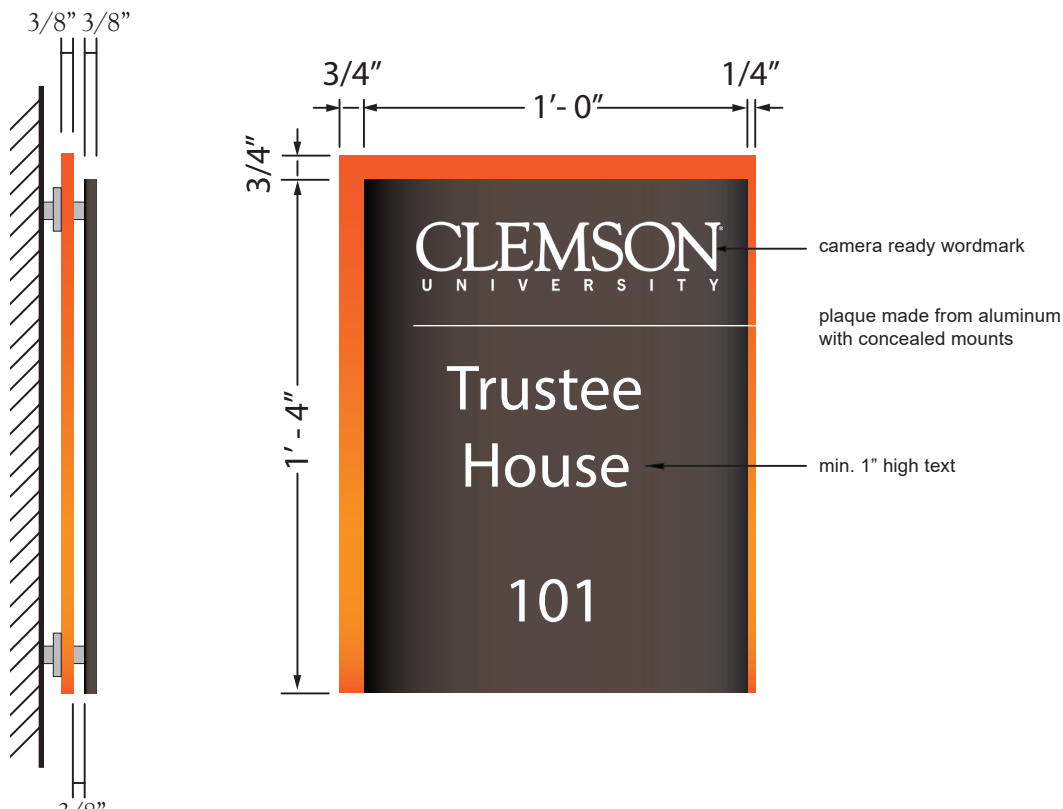 3/8” 3/8”
3/4”
1/4”
1’- 0”
3/4”
CLEMSON®
UNIVERSITY
camera ready wordmark
plaque made from aluminum
with concealed mounts
Trustee
House
1’ - 4”
min. 1” high text
101
3/8”